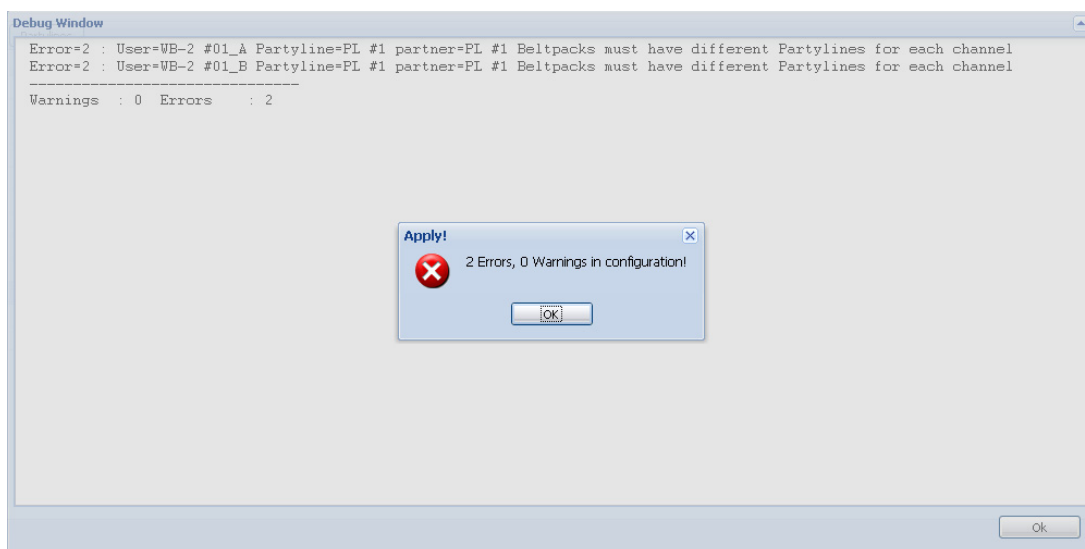 Debug Window
Error=2 : User=WB-2 #01_A Partyline=PL #1 partner=PL #1 Beltpacks must have different Partylines for each channel
Error=2 : User=WB-2 #01_B Partyline=PL #1 partner=PL #1 Beltpacks must have different Partylines for each channel
-------------------------------
Warnings : 0 Errors : 2
Apply!
2 Errors, 0 Warnings in configuration!
OK
Ok